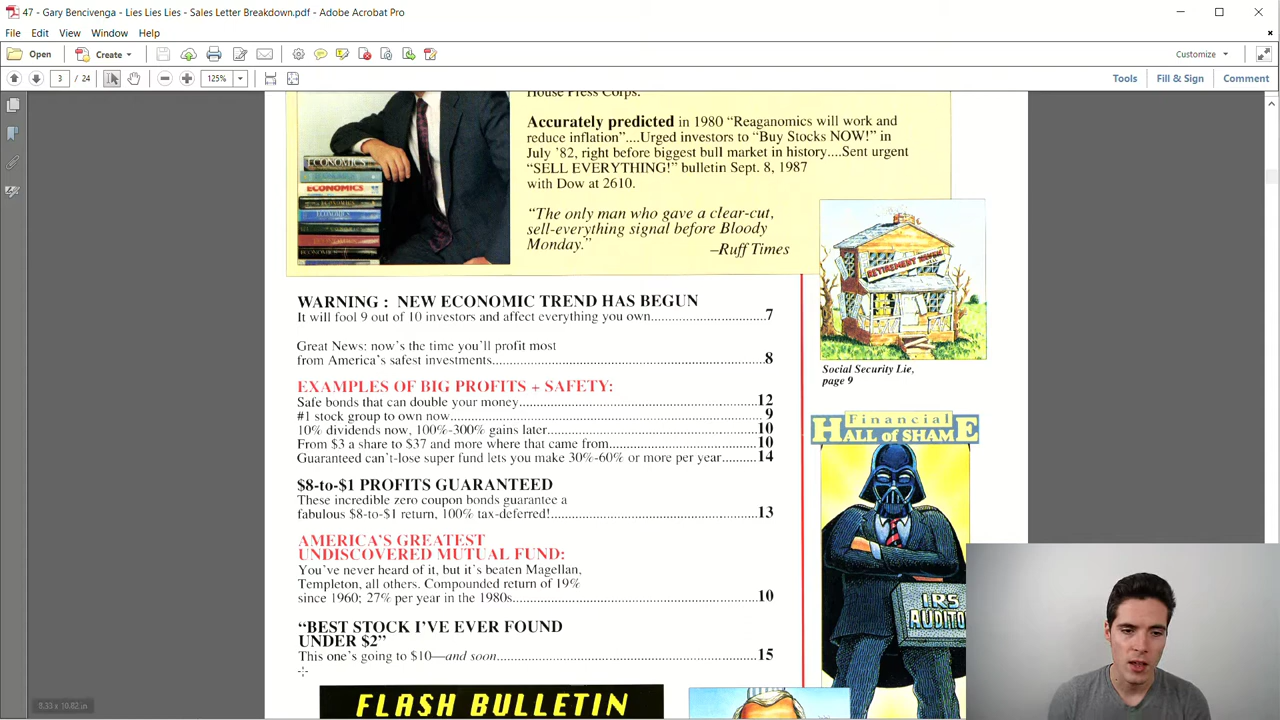 47 - Gary Bencivenga - Lies Lies Lies - Sales Letter Breakdown.pdf - Adobe Acrobat Pro
File Edit View Window Help
Open Create Customize
3 / 24 125% Tools Fill & Sign Comment
House Press Corps.
Accurately predicted in 1980 “Reaganomics will work and
reduce inflation”....Urged investors to “Buy Stocks NOW!” in
July ’82, right before biggest bull market in history....Sent urgent
“SELL EVERYTHING!” bulletin Sept. 8, 1987
with Dow at 2610.
“The only man who gave a clear-cut,
sell-everything signal before Bloody
Monday.”
–Ruff Times
ECONOMICS
ECONOMICS
ECONOMICS
ECONOMICS
WARNING : NEW ECONOMIC TREND HAS BEGUN
It will fool 9 out of 10 investors and affect everything you own..............................7
Great News: now’s the time you’ll profit most
from America’s safest investments......................................................................8
EXAMPLES OF BIG PROFITS + SAFETY:
Safe bonds that can double your money...............................................................12
#1 stock group to own now.................................................................................9
10% dividends now, 100%-300% gains later.......................................................10
From $3 a share to $37 and more where that came from......................................10
Guaranteed can’t-lose super fund lets you make 30%-60% or more per year.........14
$8-to-$1 PROFITS GUARANTEED
These incredible zero coupon bonds guarantee a
fabulous $8-to-$1 return, 100% tax-deferred!.....................................................13
AMERICA’S GREATEST
UNDISCOVERED MUTUAL FUND:
You’ve never heard of it, but it’s beaten Magellan,
Templeton, all others. Compounded return of 19%
since 1960; 27% per year in the 1980s...............................................................10
“BEST STOCK I’VE EVER FOUND
UNDER $2”
This one’s going to $10—and soon...................................................................15
FLASH BULLETIN
RETIREMENT HAVEN
Social Security Lie,
page 9
Financial
HALL of SHAME
IRS
AUDITO
8.33 x 10.82 in